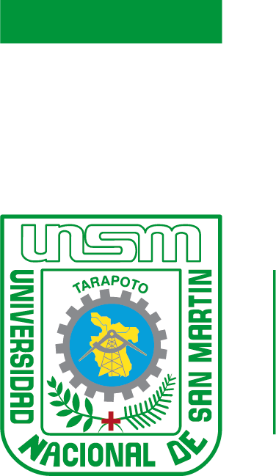 unsm
TARAPOTO
UNIVERSIDAD
NACIONAL DE
SAN MARTIN